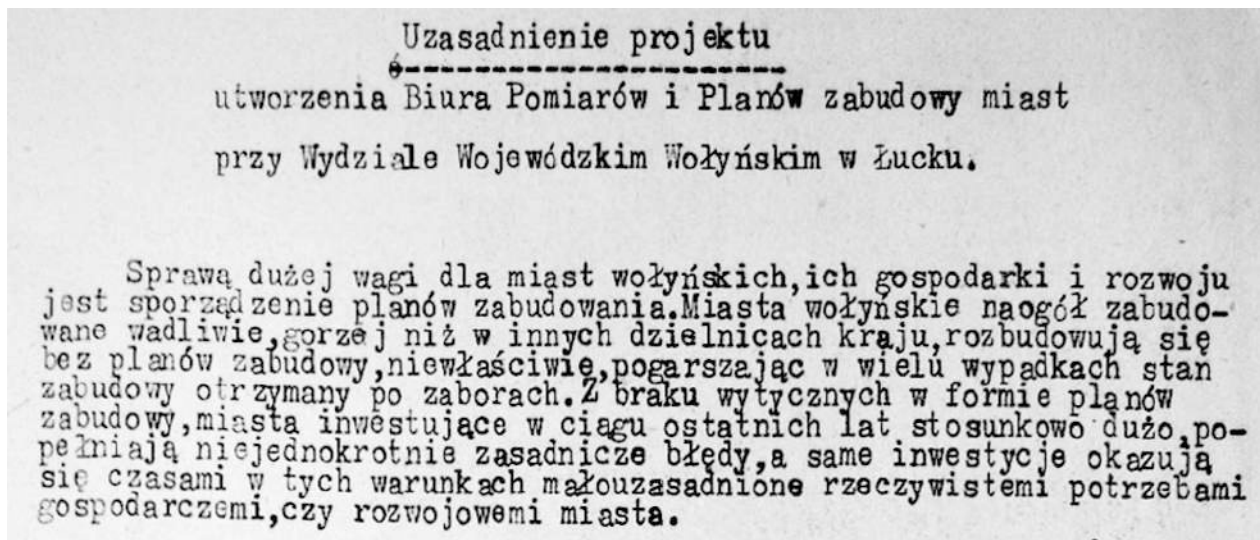 Uzasadnienie projektu
utworzenia Biura Pomiarów i Planów zabudowy miast
przy Wydziale Wojewódzkim Wołyńskim w Łucku.
Sprawą dużej wagi dla miast wołyńskich,ich gospodarki i rozwoju
jest sporządzenie planów zabudowania.Miasta wołyńskie naogół zabudo-
wane wadliwie,gorzej niż w innych dzielnicach kraju,rozbudowują się
bez planów zabudowy,niewłaściwie,pogarszając w wielu wypadkach stan
zabudowy otrzymany po zaborach.Z braku wytycznych w formie planów
zabudowy,miasta inwestujące w ciągu ostatnich lat stosunkowo dużo,po-
pełniają niejednokrotnie zasadnicze błędy,a same inwestycje okazują
się czasami w tych warunkach małouzasadnione rzeczywistemi potrzebami
gospodarczemi,czy rozwojowemi miasta.